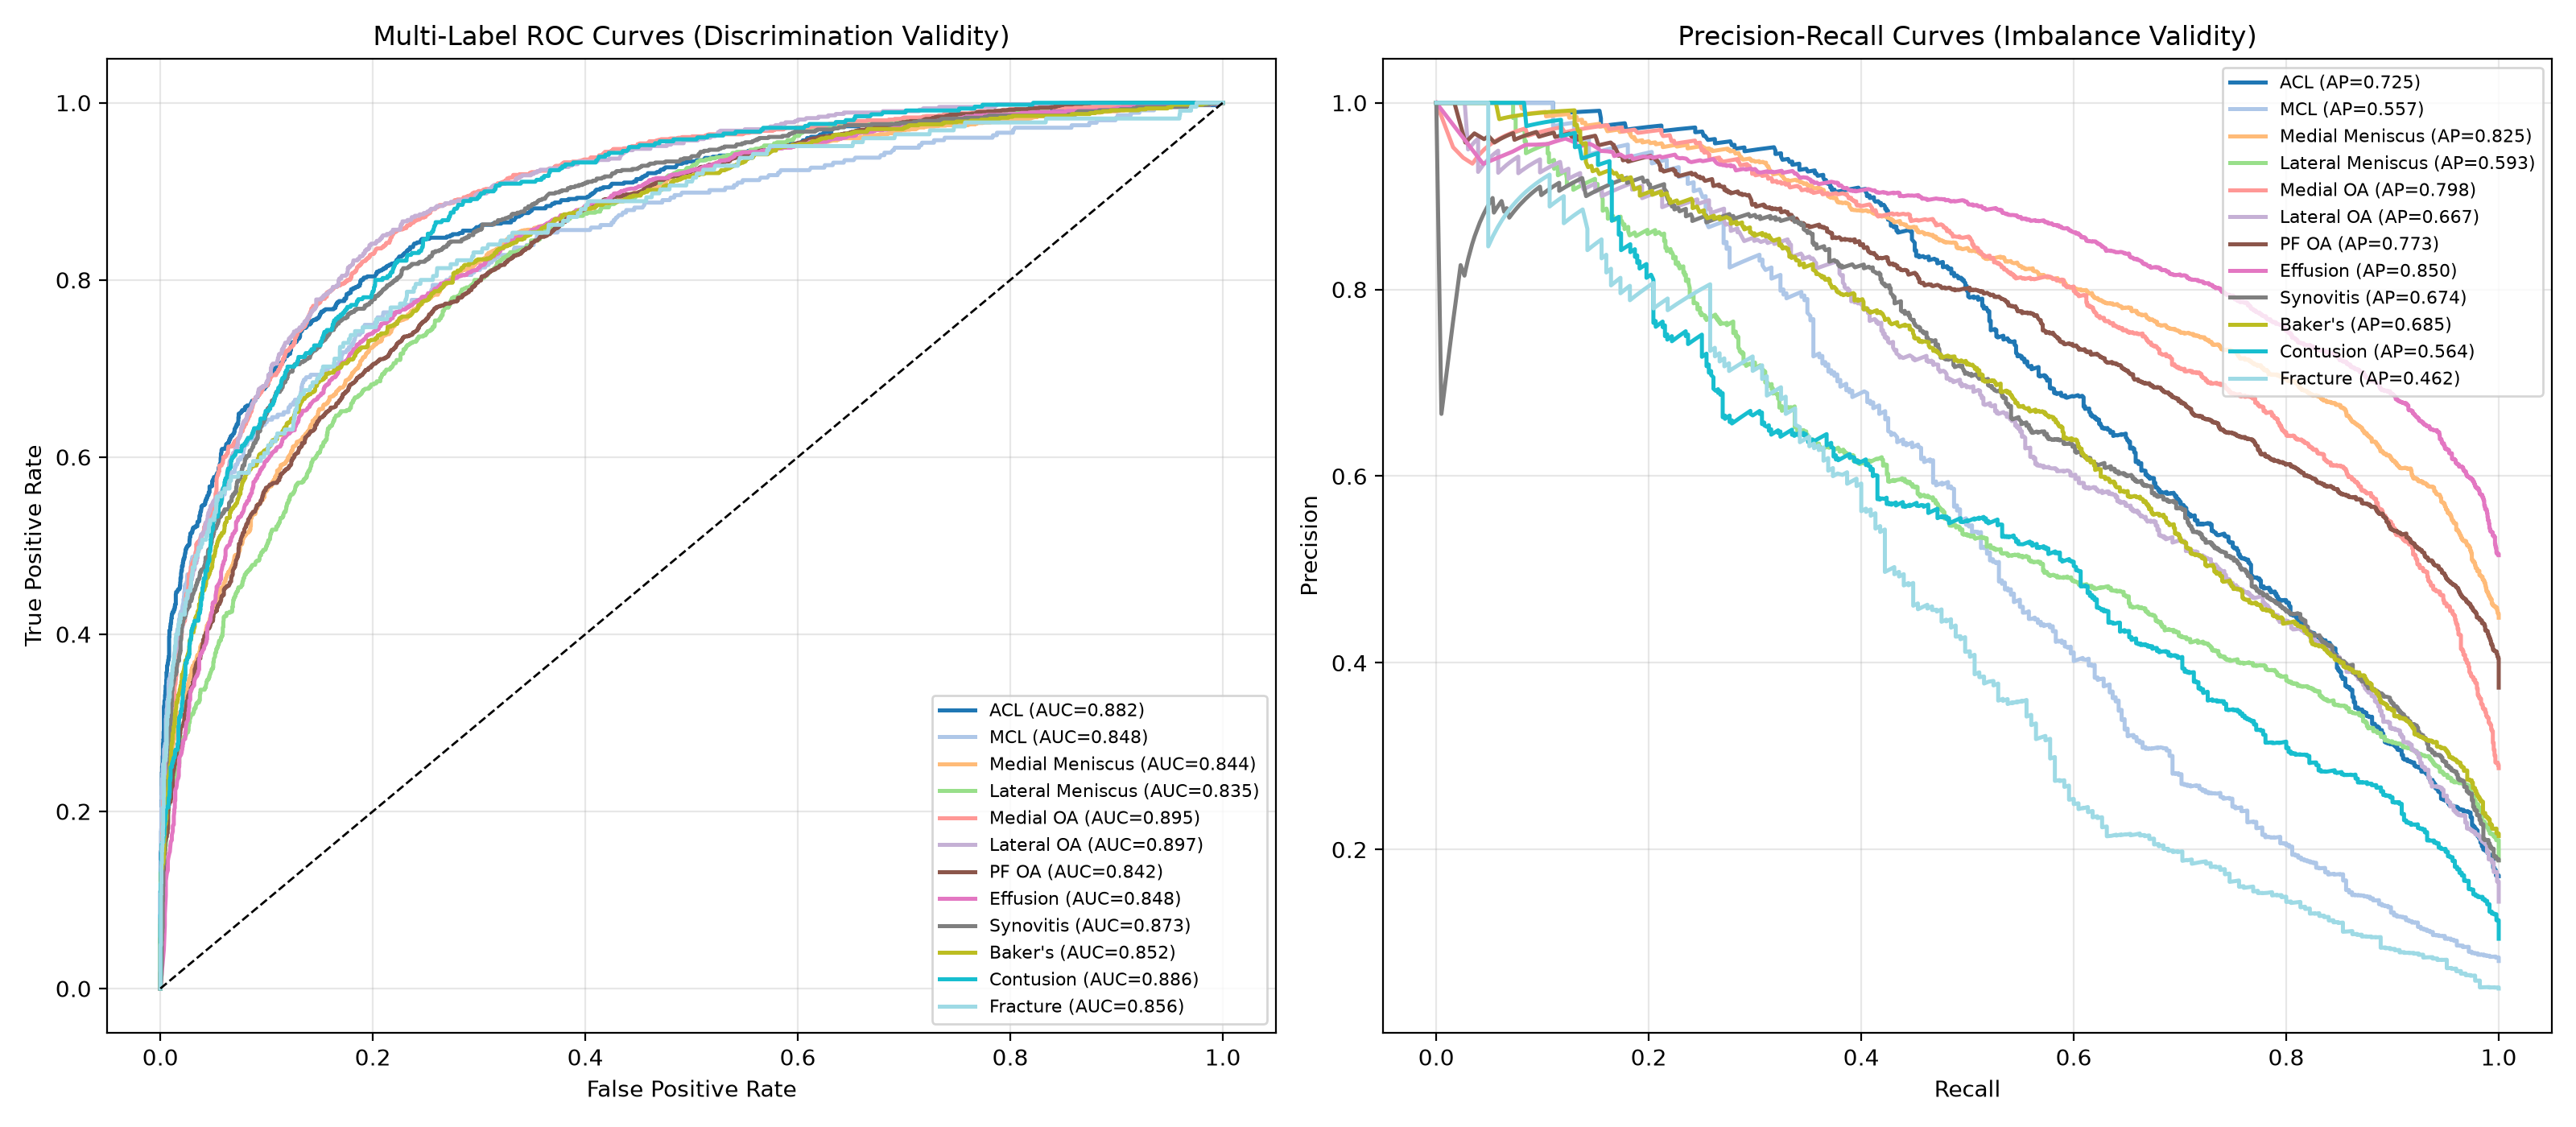 Multi-Label ROC Curves (Discrimination Validity)
True Positive Rate
1.0
0.8
0.6
0.4
0.2
0.0
ACL (AUC=0.882)
MCL (AUC=0.848)
Medial Meniscus (AUC=0.844)
Lateral Meniscus (AUC=0.835)
Medial OA (AUC=0.895)
Lateral OA (AUC=0.897)
PF OA (AUC=0.842)
Effusion (AUC=0.848)
Synovitis (AUC=0.873)
Baker's (AUC=0.852)
Contusion (AUC=0.886)
Fracture (AUC=0.856)
0.0 0.2 0.4 0.6 0.8 1.0
False Positive Rate
Precision-Recall Curves (Imbalance Validity)
Precision
1.0
0.8
0.6
0.4
0.2
ACL (AP=0.725)
MCL (AP=0.557)
Medial Meniscus (AP=0.825)
Lateral Meniscus (AP=0.593)
Medial OA (AP=0.798)
Lateral OA (AP=0.667)
PF OA (AP=0.773)
Effusion (AP=0.850)
Synovitis (AP=0.674)
Baker's (AP=0.685)
Contusion (AP=0.564)
Fracture (AP=0.462)
0.0 0.2 0.4 0.6 0.8 1.0
Recall